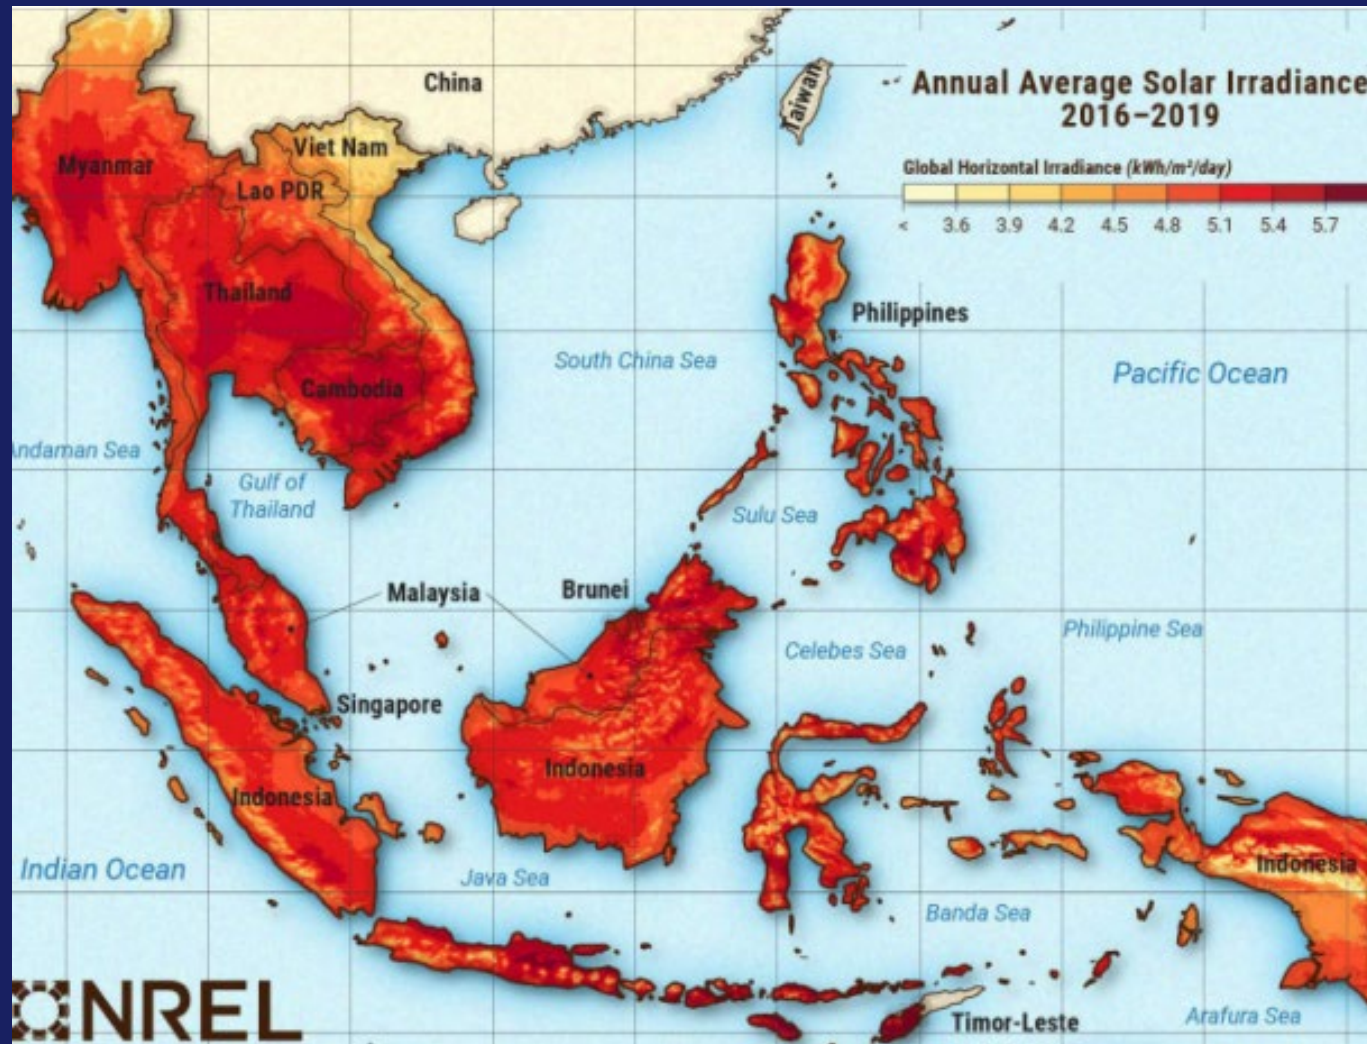 China
Taiwan
Annual Average Solar Irradiance
2016–2019
Global Horizontal Irradiance (kWh/m²/day)
< 3.6 3.9 4.2 4.5 4.8 5.1 5.4 5.7
Myanmar
Viet Nam
Lao PDR
Thailand
Cambodia
Philippines
South China Sea
Pacific Ocean
Andaman Sea
Gulf of
Thailand
Sulu Sea
Malaysia
Brunei
Philippine Sea
Celebes Sea
Singapore
Indonesia
Indonesia
Indonesia
Indian Ocean
Java Sea
Banda Sea
NREL
Timor-Leste
Arafura Sea